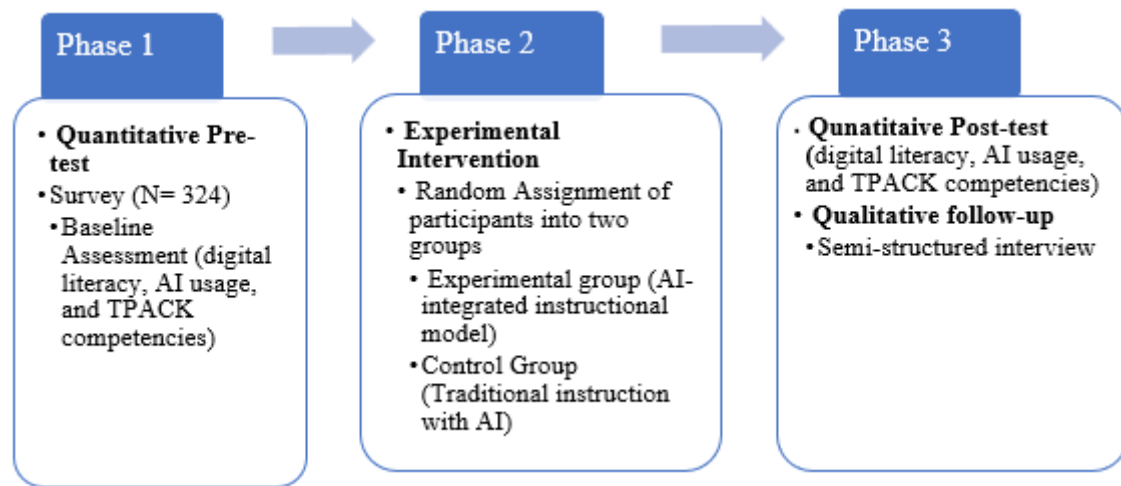 Phase 1
• Quantitative Pre-
test
• Survey (N= 324)
• Baseline
Assessment (digital
literacy, AI usage,
and TPACK
competencies)
Phase 2
• Experimental
Intervention
• Random Assignment of
participants into two
groups
• Experimental group (AI-
integrated instructional
model)
• Control Group
(Traditional instruction
with AI)
Phase 3
• Qunatitaive Post-test
(digital literacy, AI usage,
and TPACK competencies)
• Qualitative follow-up
• Semi-structured interview